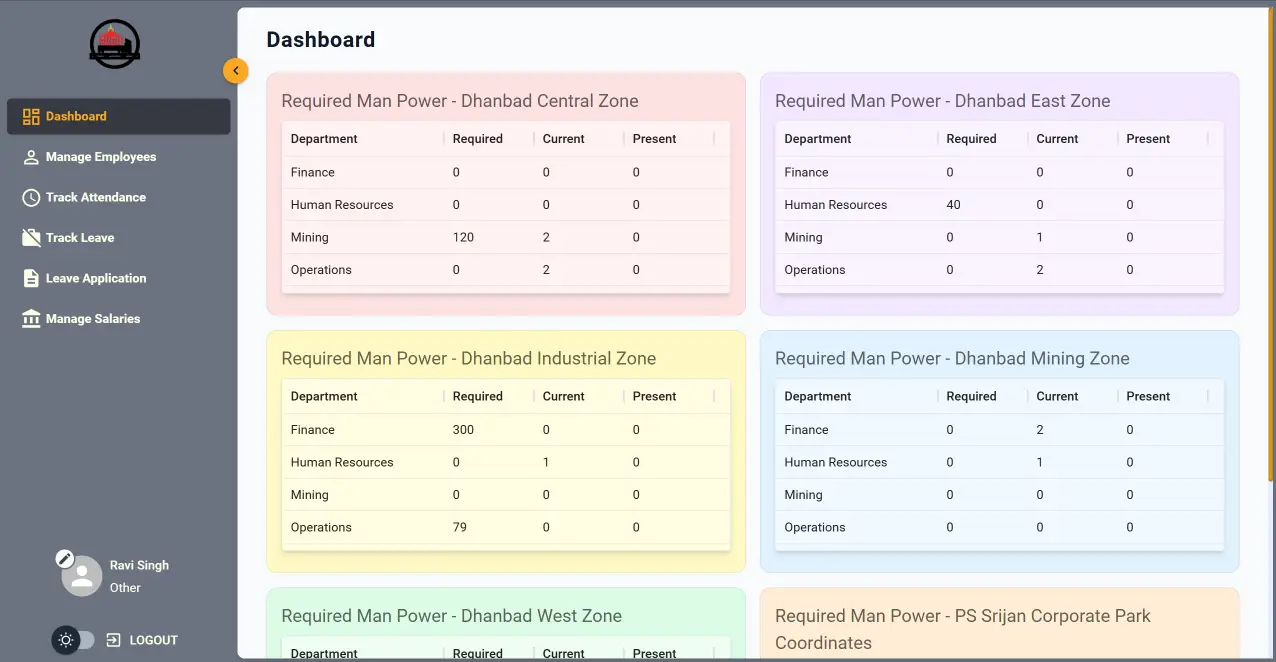 Dashboard
Manage Employees
Track Attendance
Track Leave
Leave Application
Manage Salaries
Ravi Singh
Other
LOGOUT
Dashboard
Required Man Power - Dhanbad Central Zone
Department Required Current Present
Finance 0 0 0
Human Resources 0 0 0
Mining 120 2 0
Operations 0 2 0
Required Man Power - Dhanbad East Zone
Department Required Current Present
Finance 0 0 0
Human Resources 40 0 0
Mining 0 1 0
Operations 0 2 0
Required Man Power - Dhanbad Industrial Zone
Department Required Current Present
Finance 300 0 0
Human Resources 0 1 0
Mining 0 0 0
Operations 79 0 0
Required Man Power - Dhanbad Mining Zone
Department Required Current Present
Finance 0 2 0
Human Resources 0 1 0
Mining 0 0 0
Operations 0 0 0
Required Man Power - Dhanbad West Zone
Department Required Current Present
Required Man Power - PS Srijan Corporate Park
Coordinates